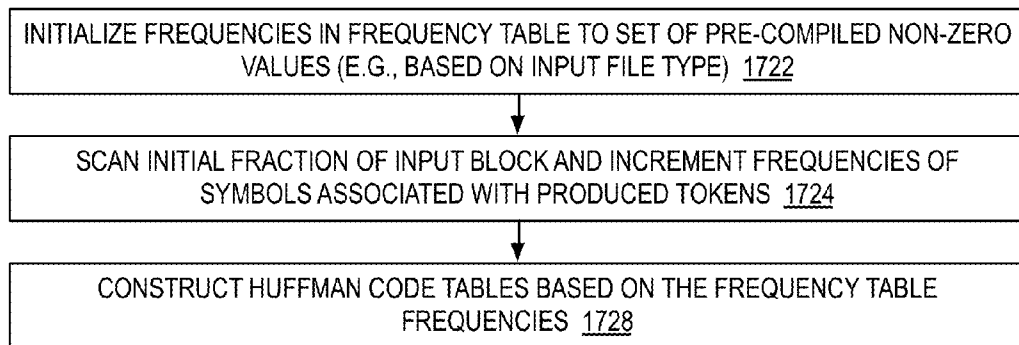 INITIALIZE FREQUENCIES IN FREQUENCY TABLE TO SET OF PRE-COMPILED NON-ZERO
VALUES (E.G., BASED ON INPUT FILE TYPE) 1722
SCAN INITIAL FRACTION OF INPUT BLOCK AND INCREMENT FREQUENCIES OF
SYMBOLS ASSOCIATED WITH PRODUCED TOKENS 1724
CONSTRUCT HUFFMAN CODE TABLES BASED ON THE FREQUENCY TABLE
FREQUENCIES 1728